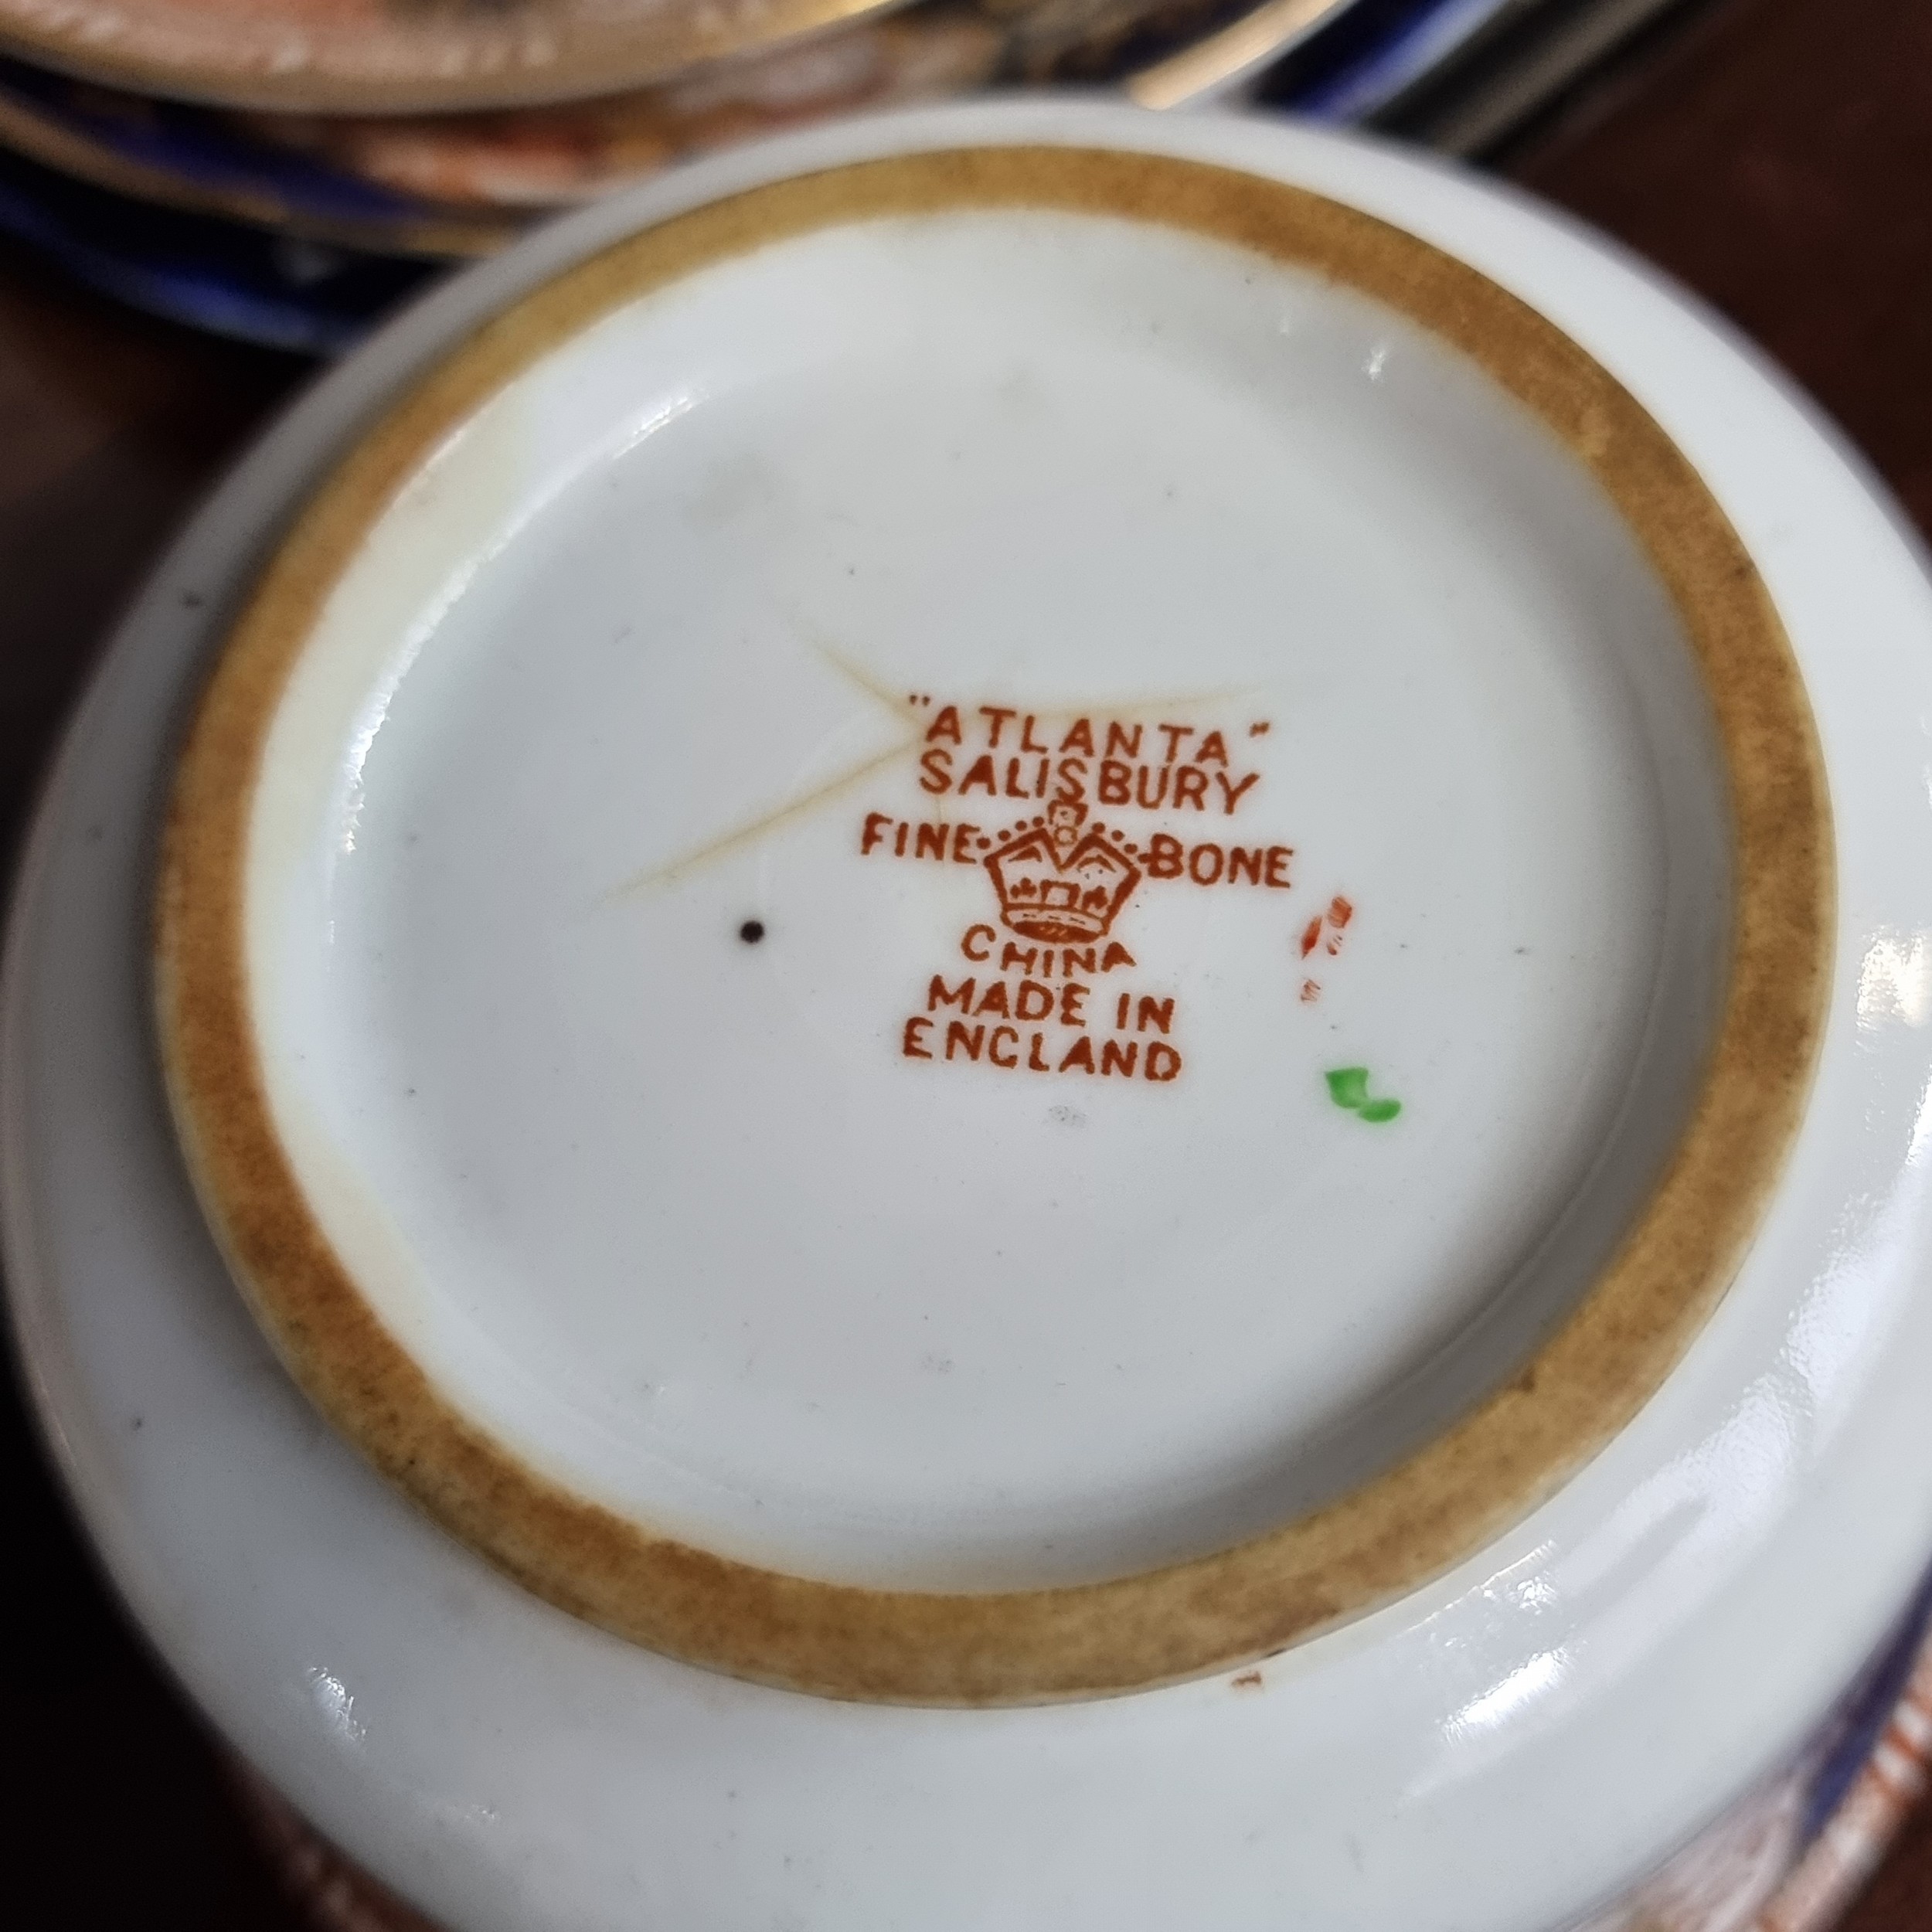 "ATLANTA"
SALISBURY
FINE BONE
CHINA
MADE IN
ENGLAND